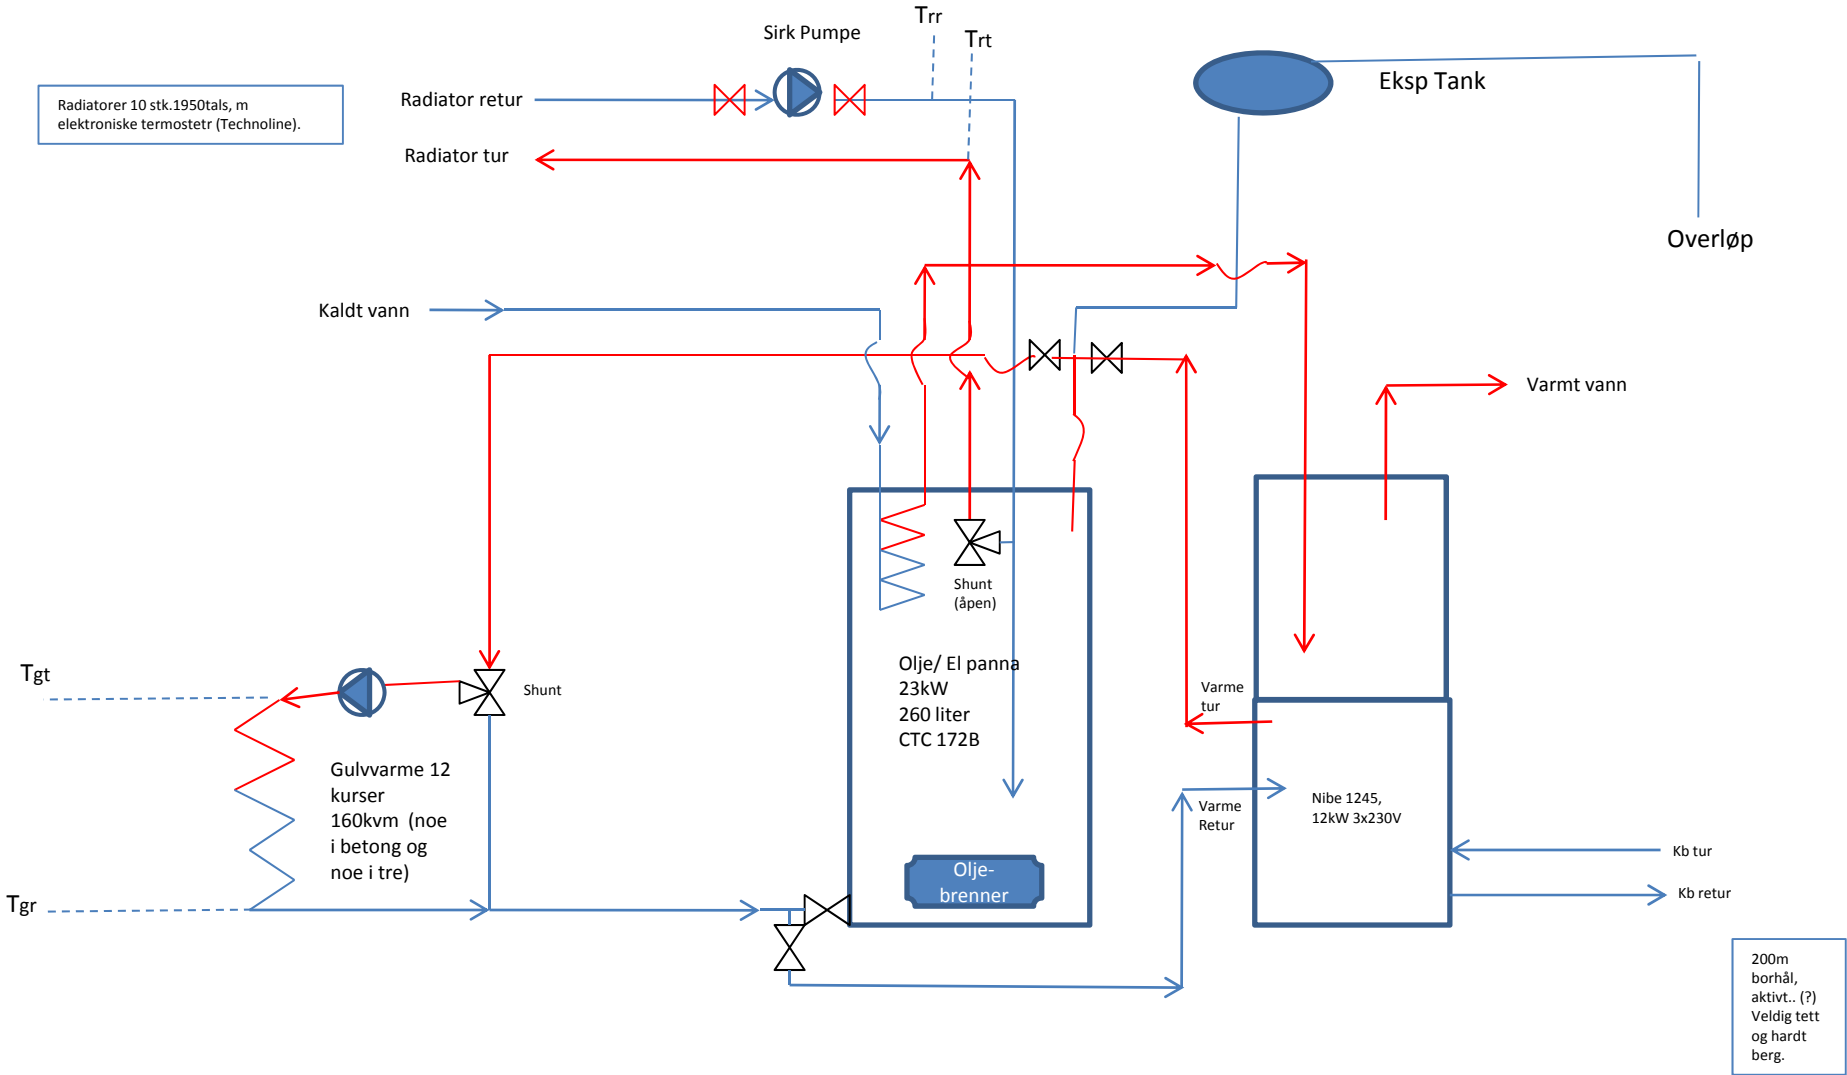 Trr
Sirk Pumpe
Trt
Eksp Tank
Radiatorer 10 stk.1950tals, m
elektroniske termostetr (Technoline).
Radiator retur
Radiator tur
Overløp
Kaldt vann
Varmt vann
Shunt
(åpen)
Olje/ El panna
23kW
260 liter
CTC 172B
Tgt
Shunt
Varme
tur
Gulvvarme 12
kurser
160kvm (noe
i betong og
noe i tre)
Varme
Retur
Nibe 1245,
12kW 3x230V
Kb tur
Kb retur
Olje-
brenner
Tgr
200m
borhål,
aktivt.. (?)
Veldig tett
og hardt
berg.